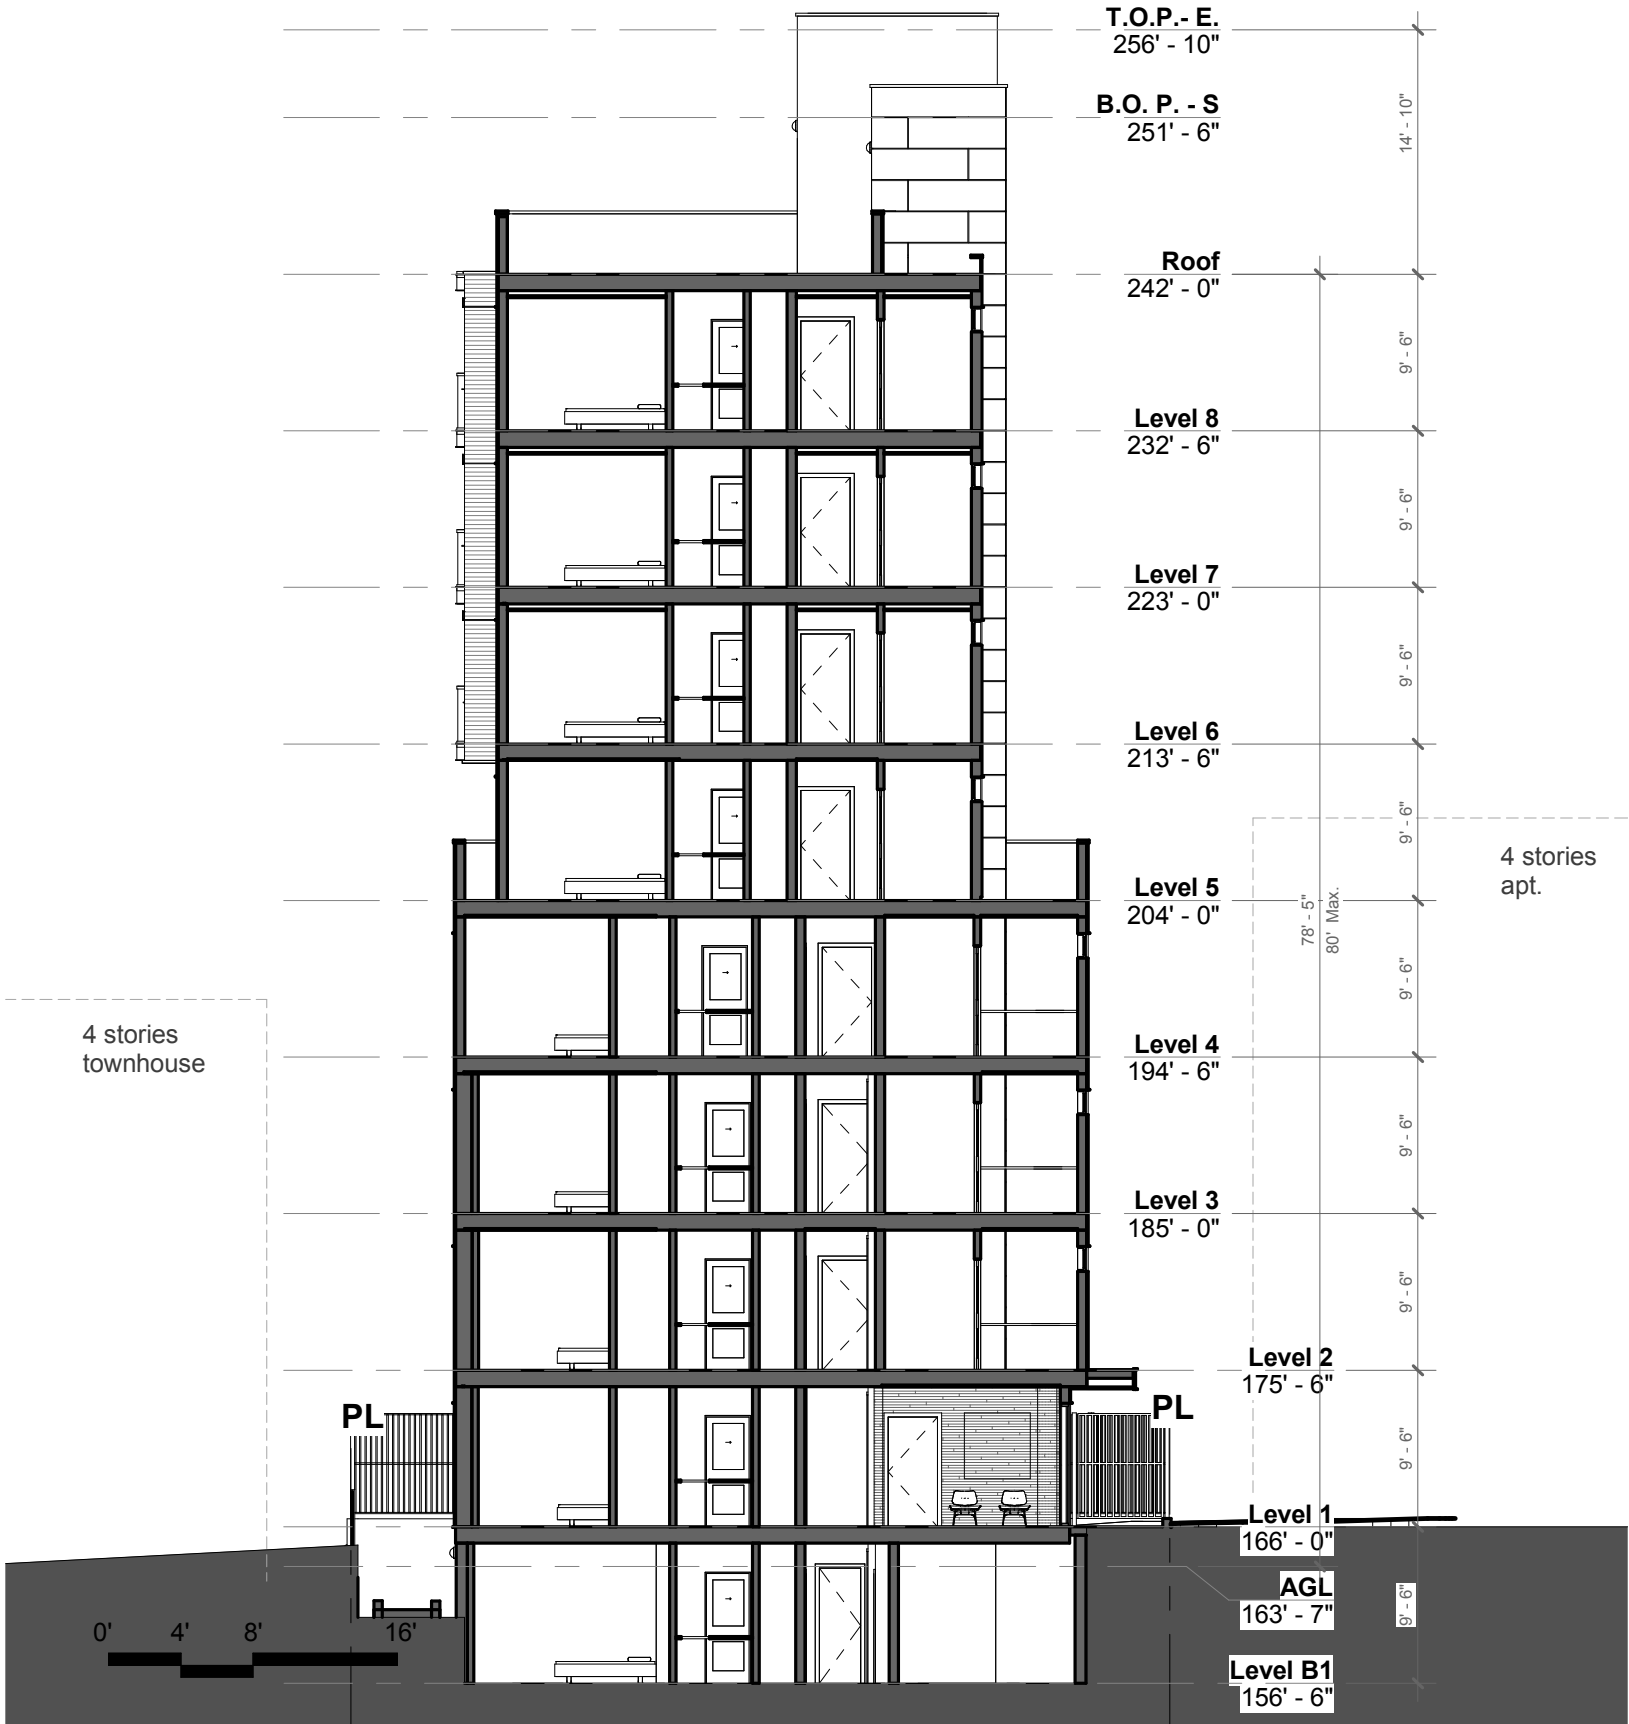 T.O.P.- E.
256' - 10"
14' - 10"
B.O. P. - S
251' - 6"
Roof
242' - 0"
9' - 6"
Level 8
232' - 6"
9' - 6"
Level 7
223' - 0"
9' - 6"
Level 6
213' - 6"
9' - 6"
4 stories
apt.
Level 5
204' - 0"
78' - 5"
80' Max.
9' - 6"
4 stories
townhouse
Level 4
194' - 6"
9' - 6"
Level 3
185' - 0"
9' - 6"
Level 2
175' - 6"
PL
PL
9' - 6"
Level 1
166' - 0"
AGL
163' - 7"
9' - 6"
0' 4' 8' 16'
Level B1
156' - 6"